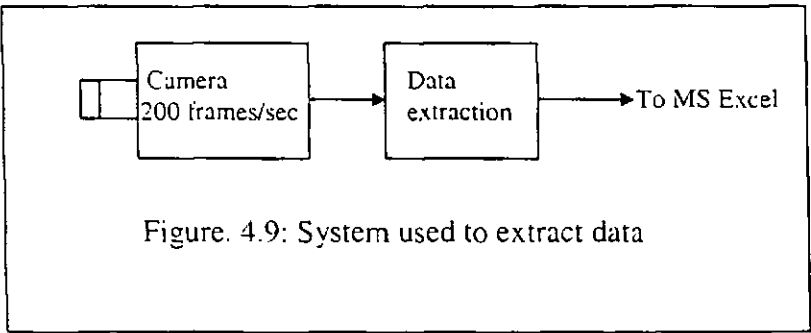 Camera
200 frames/sec
Data
extraction
To MS Excel
Figure. 4.9: System used to extract data